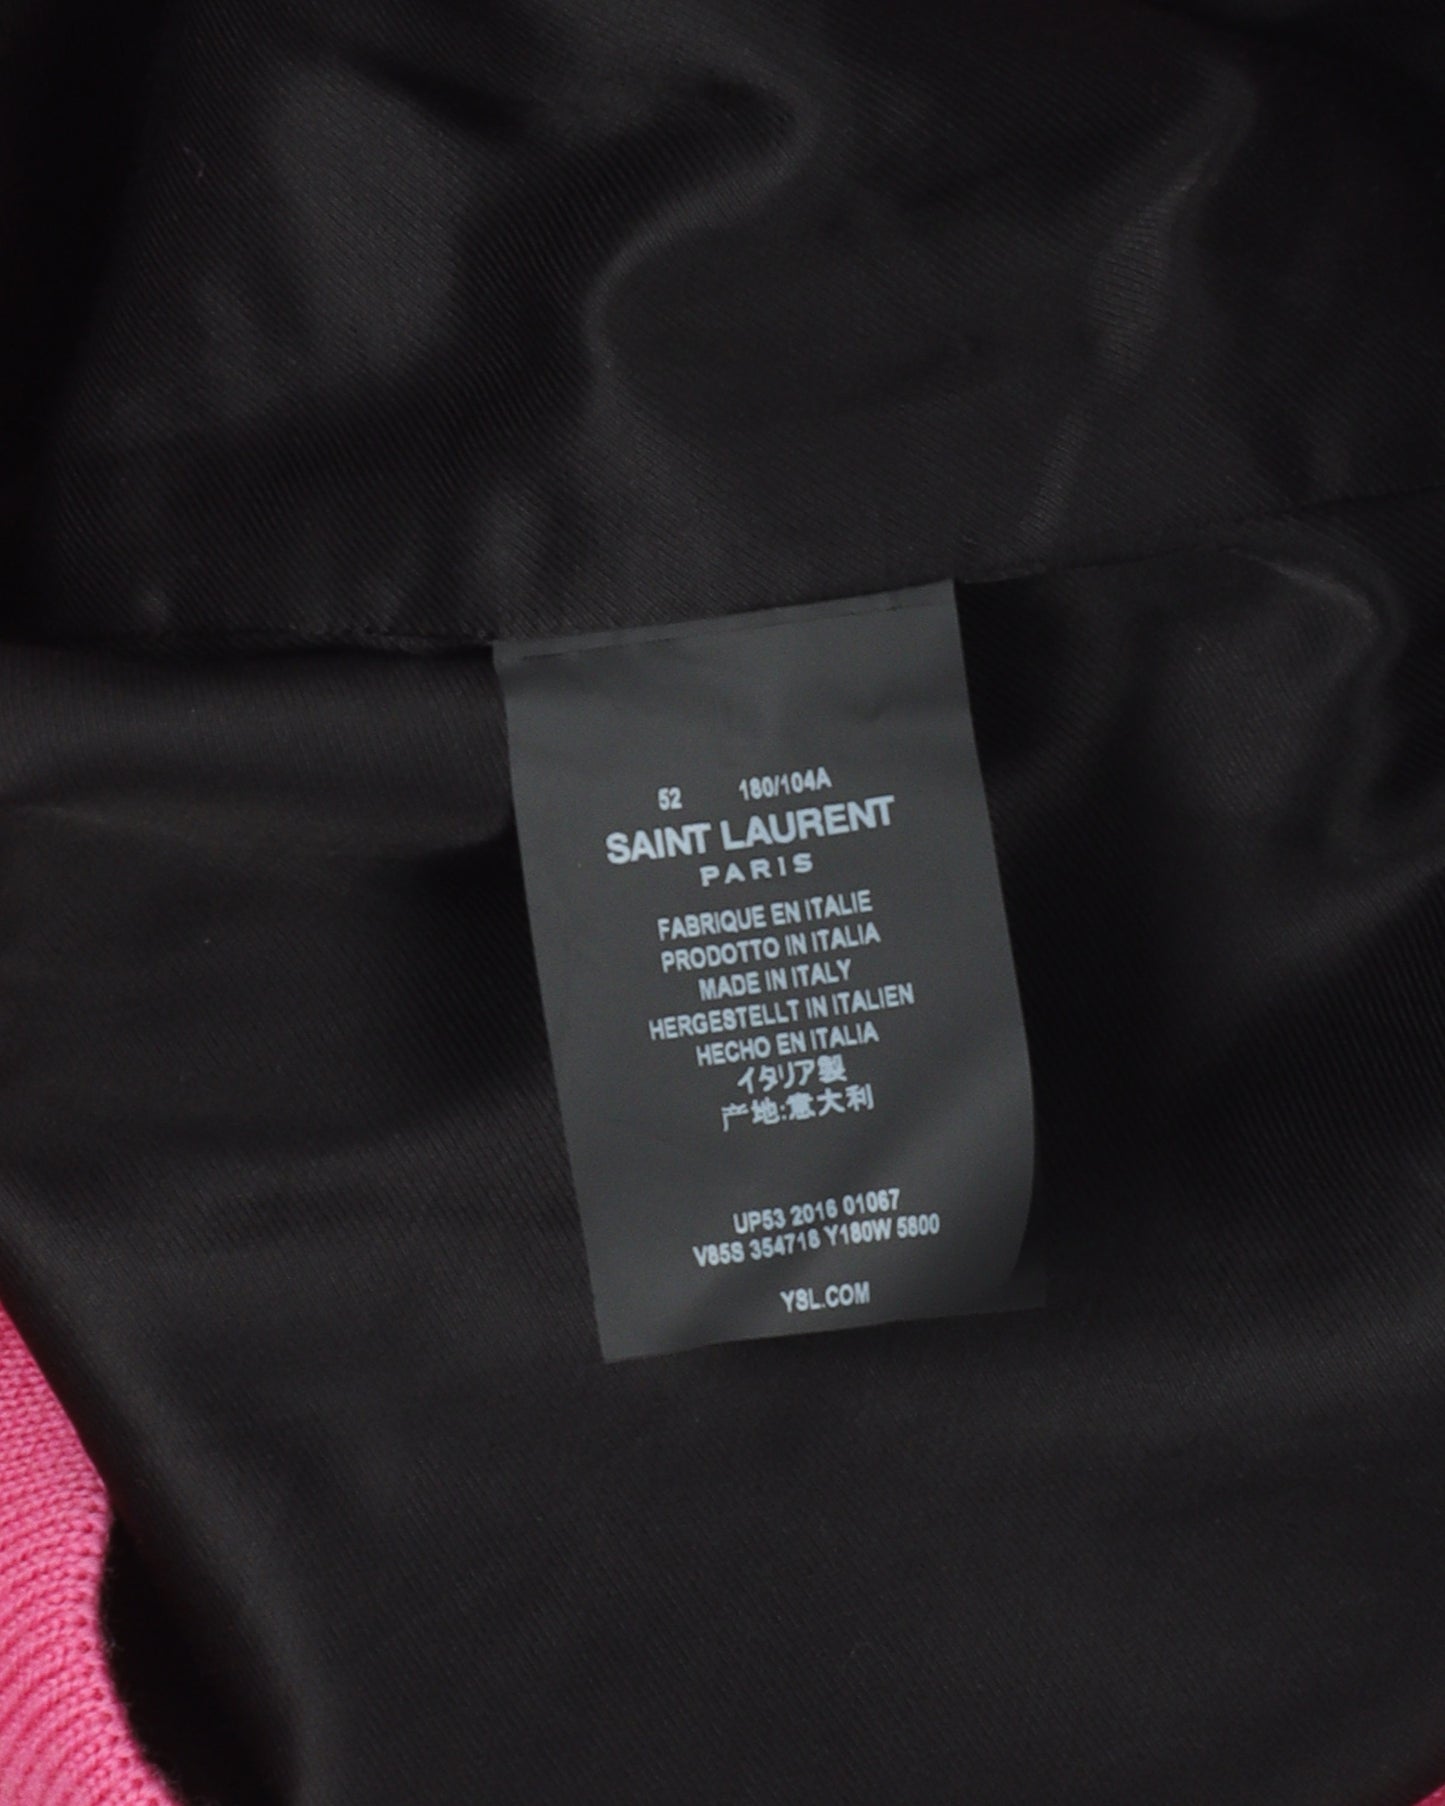 52 180/104A
SAINT LAURENT
PARIS
FABRIQUE EN ITALIE
PRODOTTO IN ITALIA
MADE IN ITALY
HERGESTELLT IN ITALIEN
HECHO EN ITALIA
イタリア製
产地:意大利
UP53 2016 01067
V85S 354718 Y180W 5800
YSL.COM